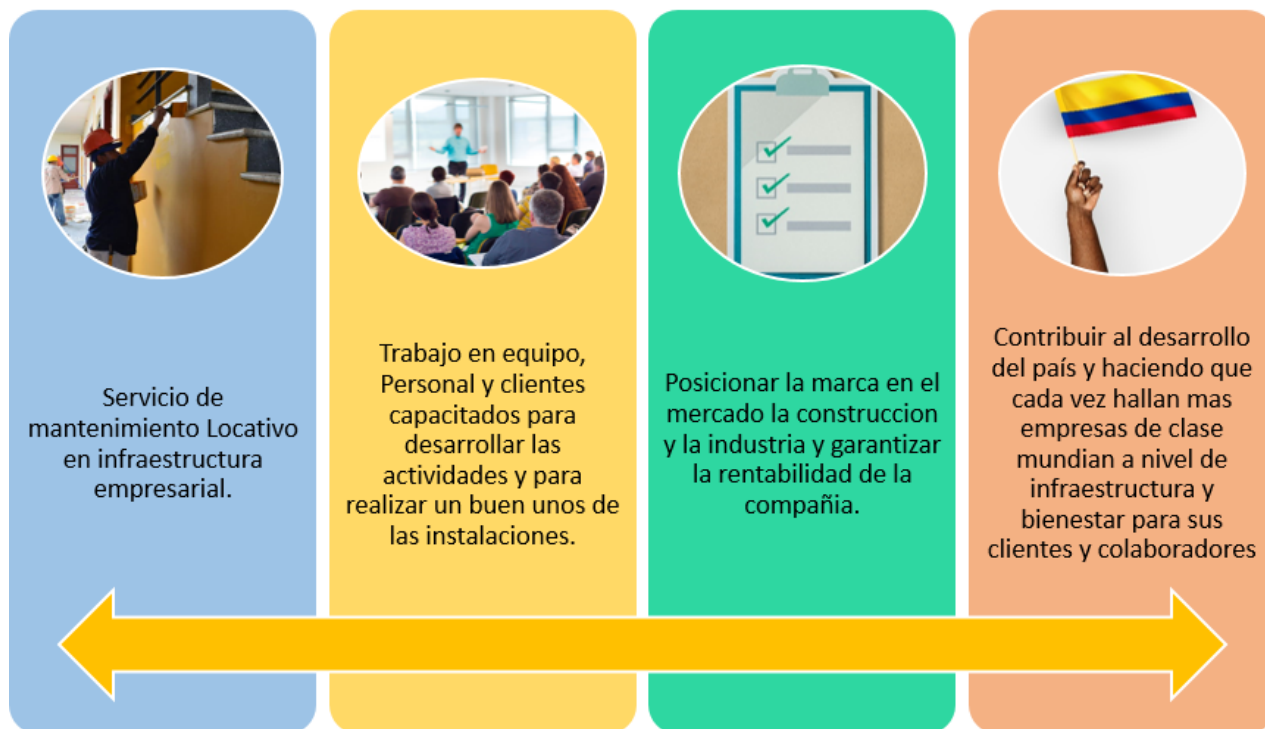 Servicio de
mantenimiento Locativo
en infraestructura
empresarial.
Trabajo en equipo,
Personal y clientes
capacitados para
desarrollar las
actividades y para
realizar un buen unos de
las instalaciones.
Posicionar la marca en el
mercado la construccion
y la industria y garantizar
la rentabilidad de la
compañia.
Contribuir al desarrollo
del país y haciendo que
cada vez hallan mas
empresas de clase
mundian a nivel de
infraestructura y
bienestar para sus
clientes y colaboradores